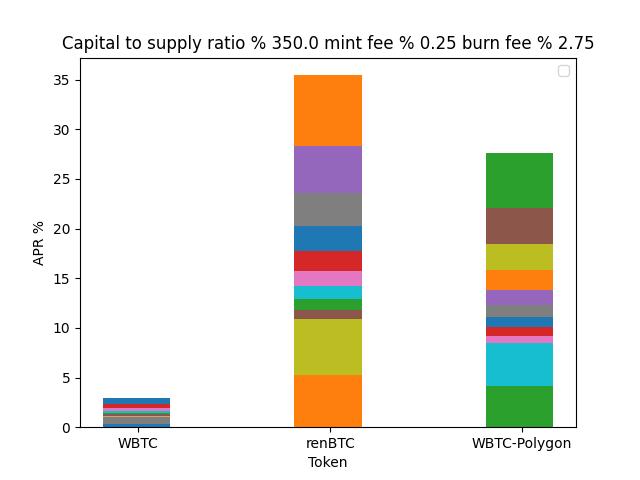 Capital to supply ratio % 350.0 mint fee % 0.25 burn fee % 2.75
APR %
35
30
25
20
15
10
5
0
WBTC renBTC WBTC-Polygon
Token